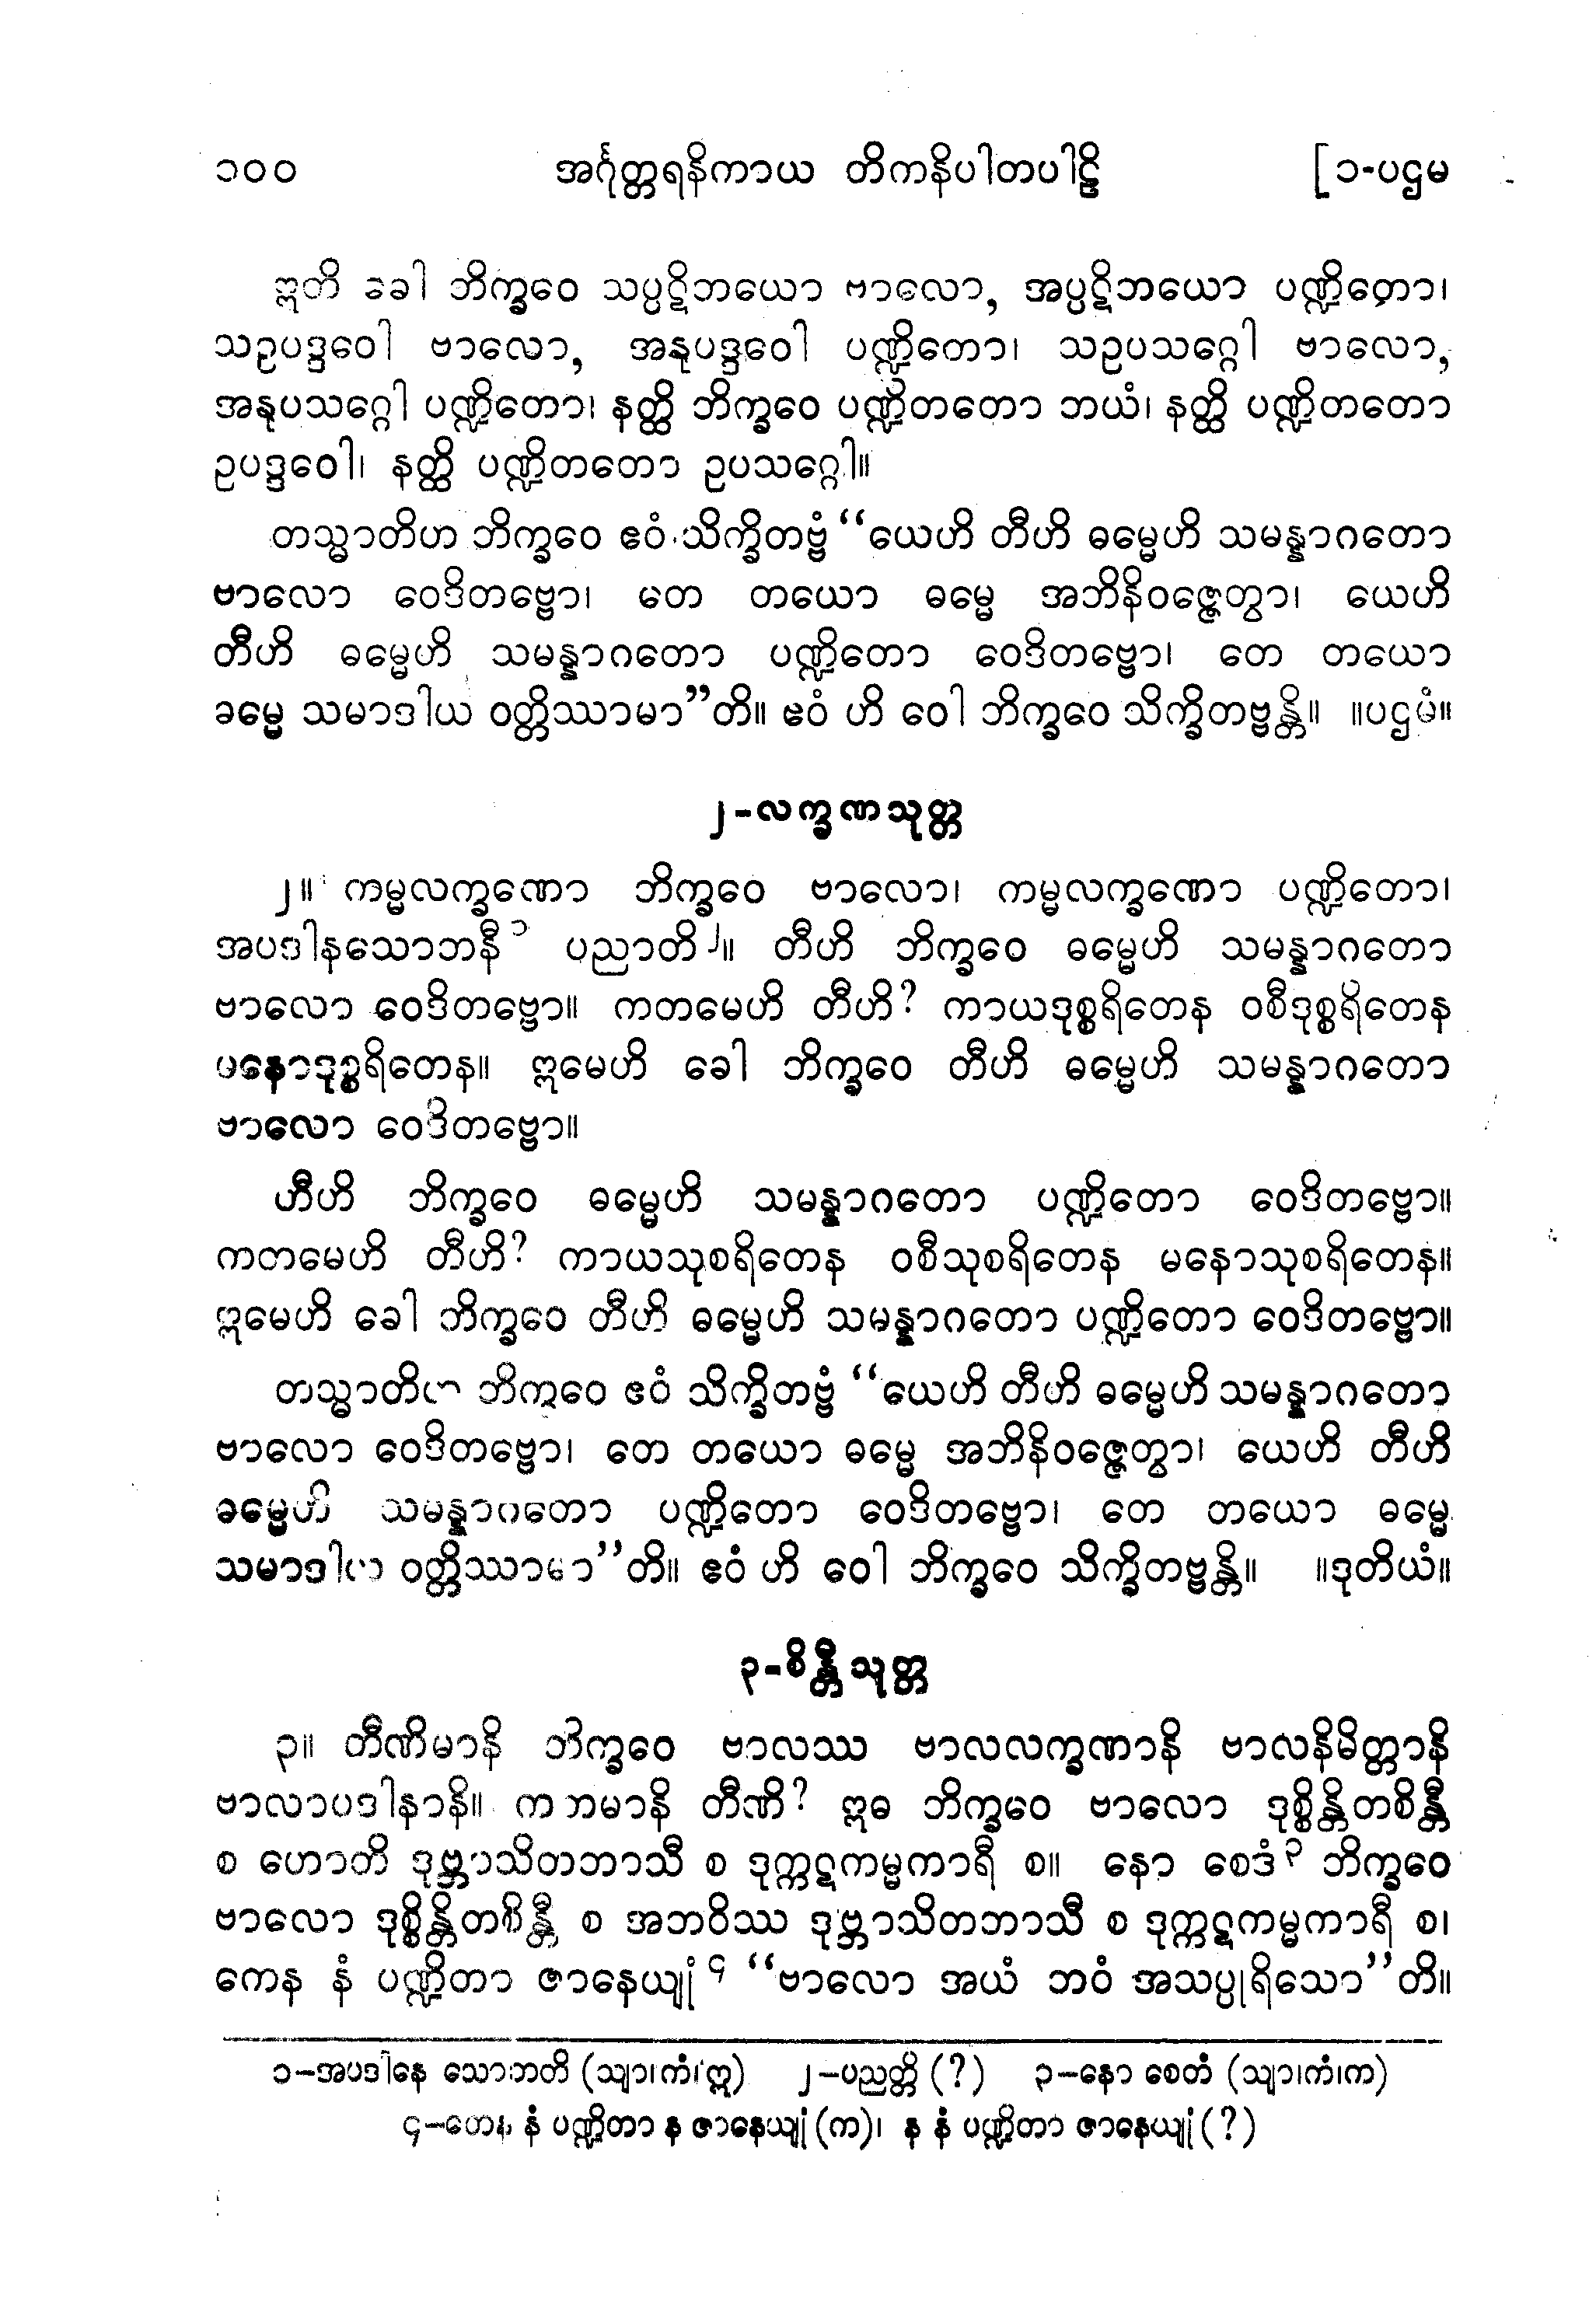 ၁၀၀ အင်္ဂုတ္တရနိကာယ တိကနိပါတပါဠိ [၁-ပဌမ
ဣတိ ခေါ ဘိက္ခဝေ သပ္ပဋိဘယော ဗာလော, အပ္ပဋိဘယော ပဏ္ဍိတော၊
သဥပဒ္ဒဝေါ ဗာလော, အနုပဒ္ဒဝေါ ပဏ္ဍိတော၊ သဥပသဂ္ဂေါ ဗာလော,
အနုပသဂ္ဂေါ ပဏ္ဍိတော၊ နတ္ထိ ဘိက္ခဝေ ပဏ္ဍိတတော ဘယံ၊ နတ္ထိ ပဏ္ဍိတတော
ဥပဒ္ဒဝေါ၊ နတ္ထိ ပဏ္ဍိတတော ဥပသဂ္ဂေါ။
တသ္မာတိဟ ဘိက္ခဝေ ဧဝံ သိက္ခိတဗ္ဗံ “ယေဟိ တီဟိ ဓမ္မေဟိ သမန္နာဂတော
ဗာလော ဝေဒိတဗ္ဗော၊ တေ တယော ဓမ္မေ အဘိနိဝဇ္ဇေတွာ၊ ယေဟိ
တီဟိ ဓမ္မေဟိ သမန္နာဂတော ပဏ္ဍိတော ဝေဒိတဗ္ဗော၊ တေ တယော
ဓမ္မေ သမာဒါယ ဝတ္တိဿာမာ”တိ။ ဧဝံ ဟိ ဝေါ ဘိက္ခဝေ သိက္ခိတဗ္ဗန္တိ။ ။ပဌမံ။
၂-လက္ခဏသုတ္တ
၂။ ကမ္မလက္ခဏော ဘိက္ခဝေ ဗာလော၊ ကမ္မလက္ခဏော ပဏ္ဍိတော၊
အပဒါနသောဘနီ ၁ ပညာတိ ၂။ တီဟိ ဘိက္ခဝေ ဓမ္မေဟိ သမန္နာဂတော
ဗာလော ဝေဒိတဗ္ဗော။ ကတမေဟိ တီဟိ? ကာယဒုစ္စရိတေန ဝစီဒုစ္စရိတေန
မနောဒုစ္စရိတေန။ ဣမေဟိ ခေါ ဘိက္ခဝေ တီဟိ ဓမ္မေဟိ သမန္နာဂတော
ဗာလော ဝေဒိတဗ္ဗော။
တီဟိ ဘိက္ခဝေ ဓမ္မေဟိ သမန္နာဂတော ပဏ္ဍိတော ဝေဒိတဗ္ဗော။
ကတမေဟိ တီဟိ? ကာယသုစရိတေန ဝစီသုစရိတေန မနောသုစရိတေန။
ဣမေဟိ ခေါ ဘိက္ခဝေ တီဟိ ဓမ္မေဟိ သမန္နာဂတော ပဏ္ဍိတော ဝေဒိတဗ္ဗော။
တသ္မာတိဟ ဘိက္ခဝေ ဧဝံ သိက္ခိတဗ္ဗံ “ယေဟိ တီဟိ ဓမ္မေဟိ သမန္နာဂတော
ဗာလော ဝေဒိတဗ္ဗော၊ တေ တယော ဓမ္မေ အဘိနိဝဇ္ဇေတွာ၊ ယေဟိ တီဟိ
ဓမ္မေဟိ သမန္နာဂတော ပဏ္ဍိတော ဝေဒိတဗ္ဗော၊ တေ တယော ဓမ္မေ
သမာဒါယ ဝတ္တိဿာမာ”တိ။ ဧဝံ ဟိ ဝေါ ဘိက္ခဝေ သိက္ခိတဗ္ဗန္တိ။ ။ဒုတိယံ။
၃-စိန္တီသုတ္တ
၃။ တီဏိမာနိ ဘိက္ခဝေ ဗာလဿ ဗာလလက္ခဏာနိ ဗာလနိမိတ္တာနိ
ဗာလာပဒါနာနိ။ ကတမာနိ တီဏိ? ဣဓ ဘိက္ခဝေ ဗာလော ဒုစ္စိန္တိတစိန္တီ
စ ဟောတိ ဒုဗ္ဘာသိတဘာသီ စ ဒုက္ကဋကမ္မကာရီ စ။ နော စေဒံ ၃ ဘိက္ခဝေ
ဗာလော ဒုစ္စိန္တိတစိန္တီ စ အဘဝိဿ ဒုဗ္ဘာသိတဘာသီ စ ဒုက္ကဋကမ္မကာရီ စ၊
ကေန နံ ပဏ္ဍိတာ ဇာနေယျုံ ၄ “ဗာလော အယံ ဘဝံ အသပ္ပုရိသော”တိ။
၁–အပဒါနေ သောဘတိ (သျာ၊ကံ၊ဣ) ၂–ပညတ္တိ (?) ၃–နော စေတံ (သျာ၊ကံ၊က)
၄–တေန နံ ပဏ္ဍိတာ န ဇာနေယျုံ (က)၊ န နံ ပဏ္ဍိတာ ဇာနေယျုံ (?)